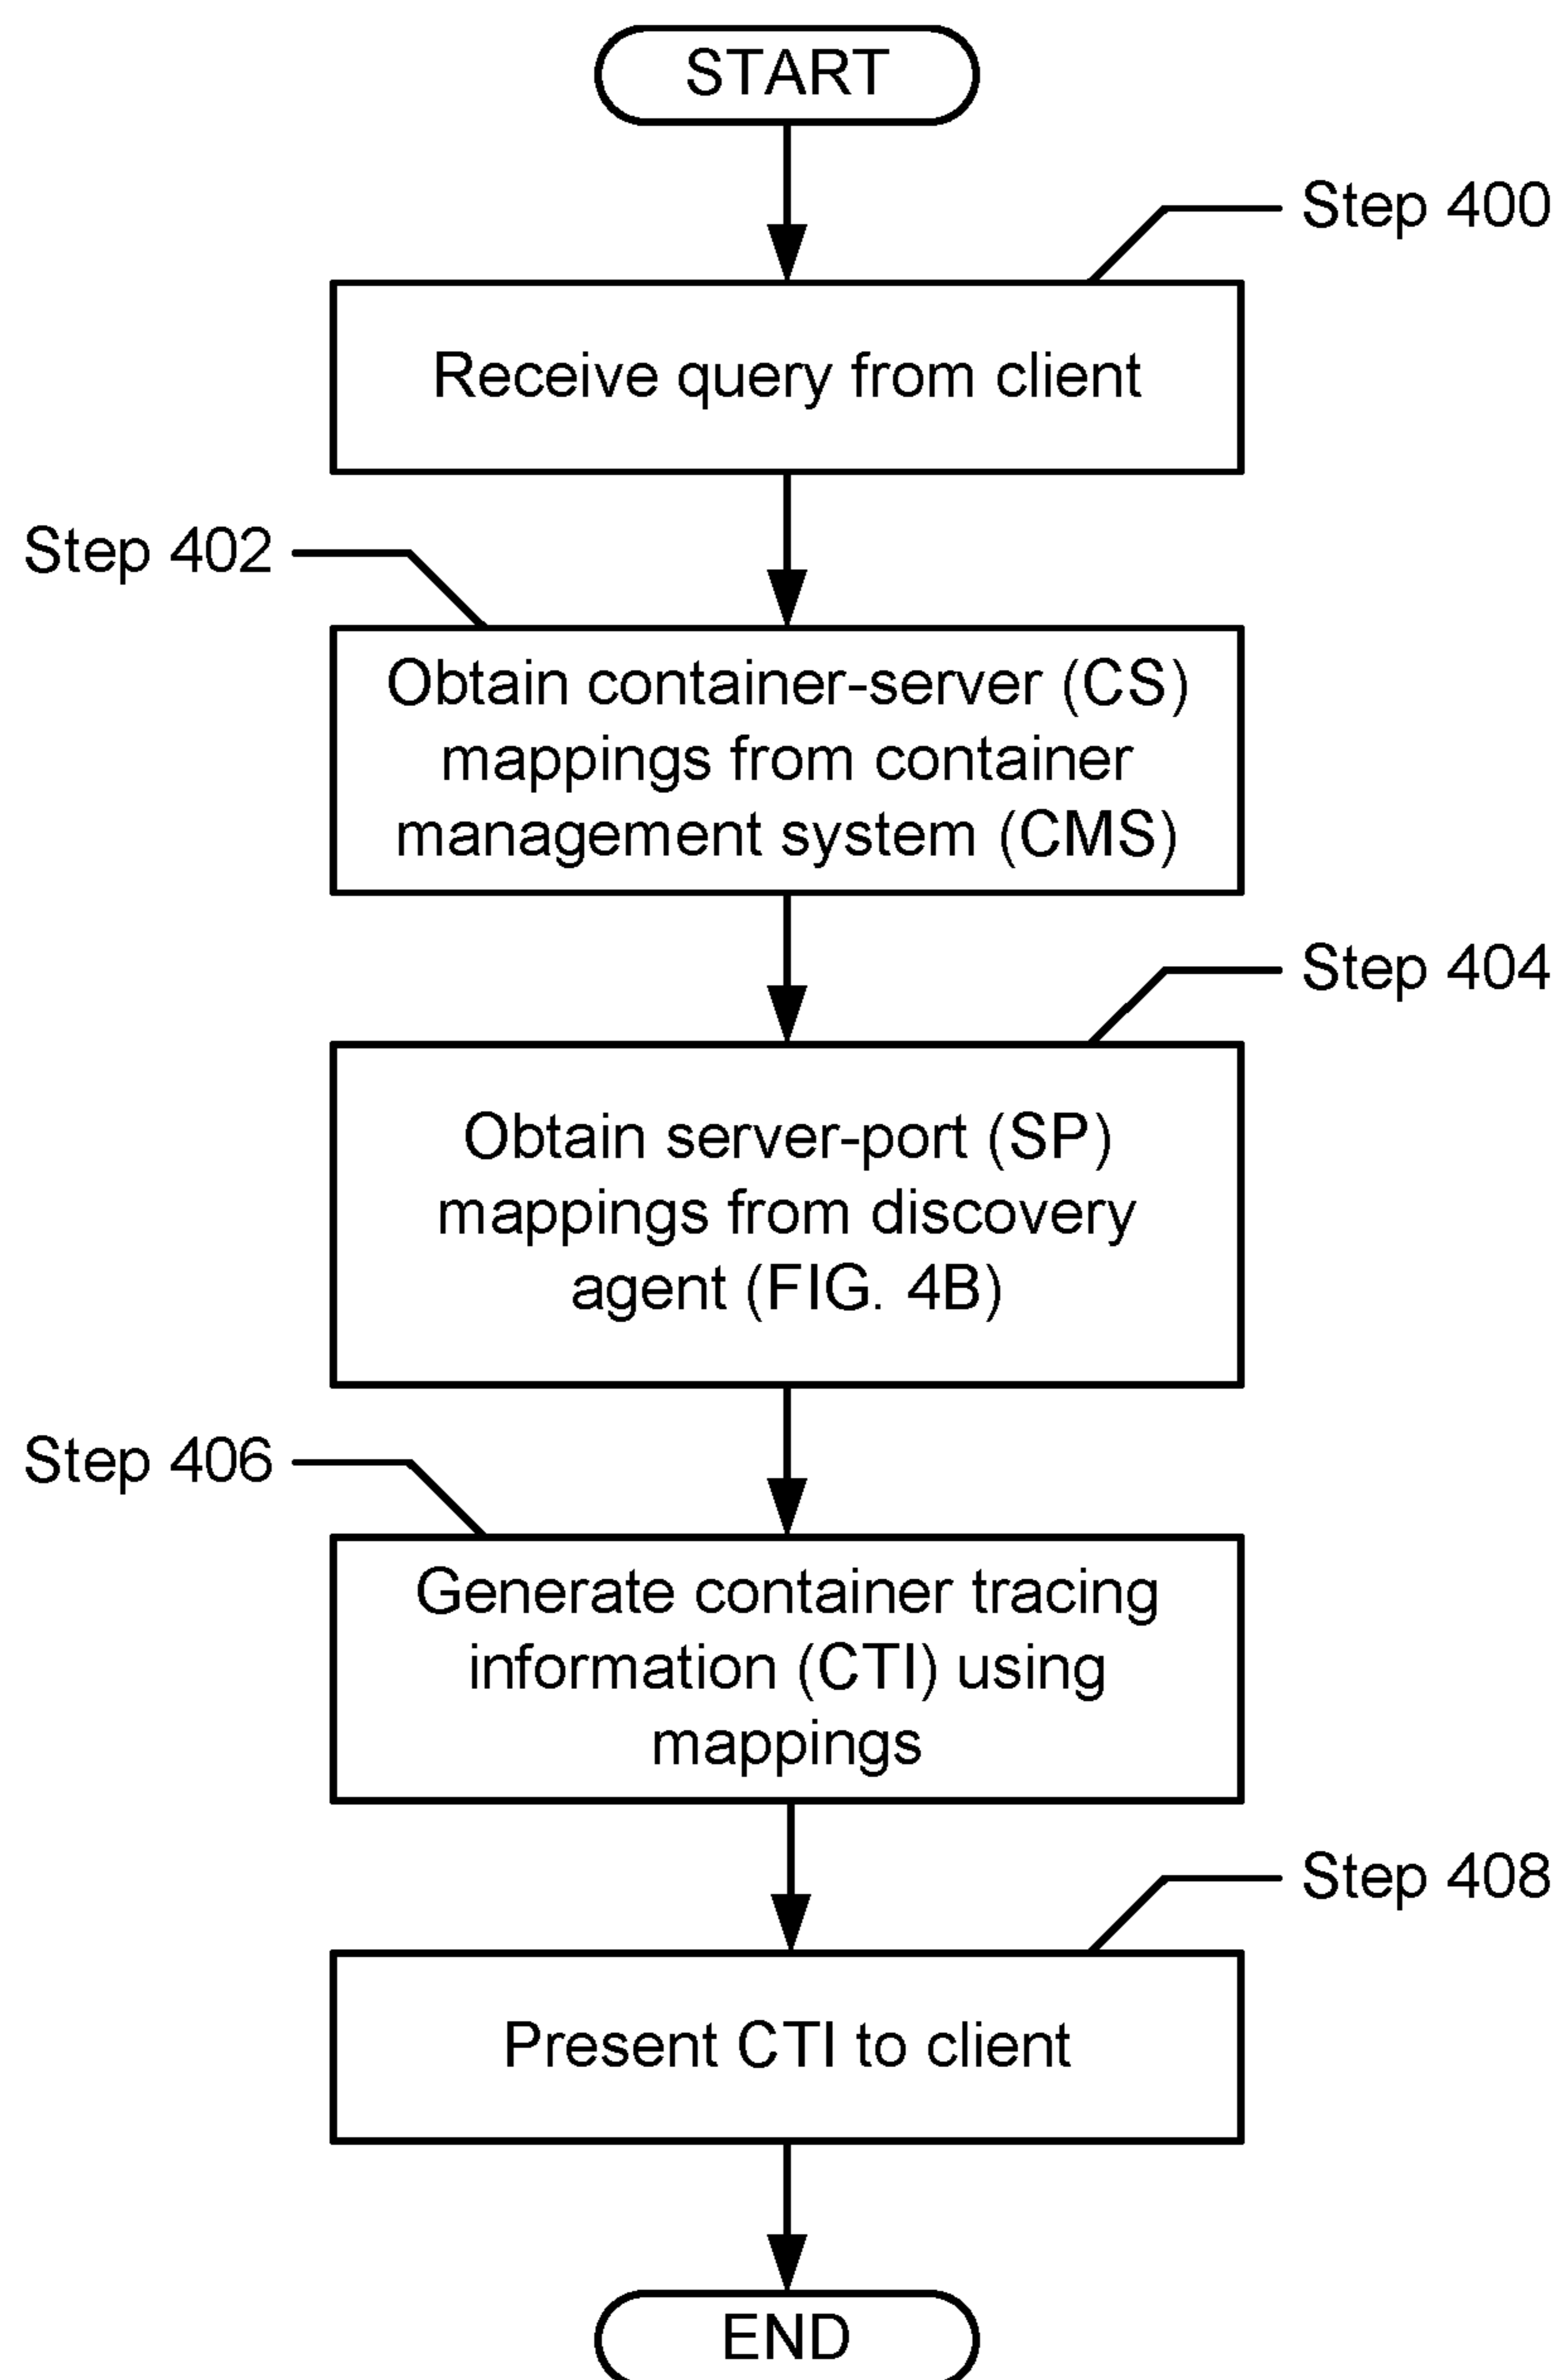 START
Step 400
Receive query from client
Step 402
Obtain container-server (CS)
mappings from container
management system (CMS)
Step 404
Obtain server-port (SP)
mappings from discovery
agent (FIG. 4B)
Step 406
Generate container tracing
information (CTI) using
mappings
Step 408
Present CTI to client
END